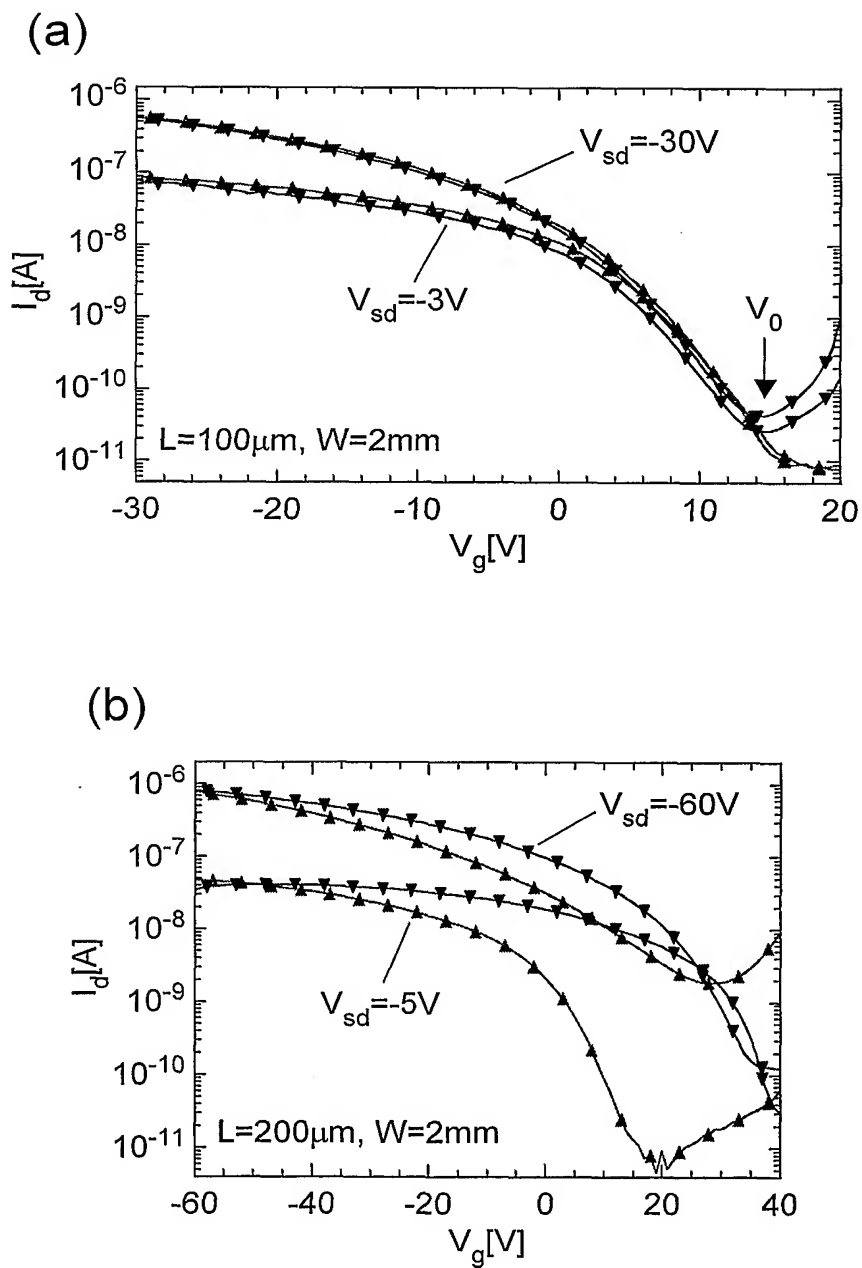 (a)
10^-6
10^-7
10^-8
10^-9
10^-10
10^-11
I_d[A]
V_sd=-30V
V_sd=-3V
V_0
L=100μm, W=2mm
-30 -20 -10 0 10 20
V_g[V]
(b)
10^-6
10^-7
10^-8
10^-9
10^-10
10^-11
I_d[A]
V_sd=-60V
V_sd=-5V
L=200μm, W=2mm
-60 -40 -20 0 20 40
V_g[V]